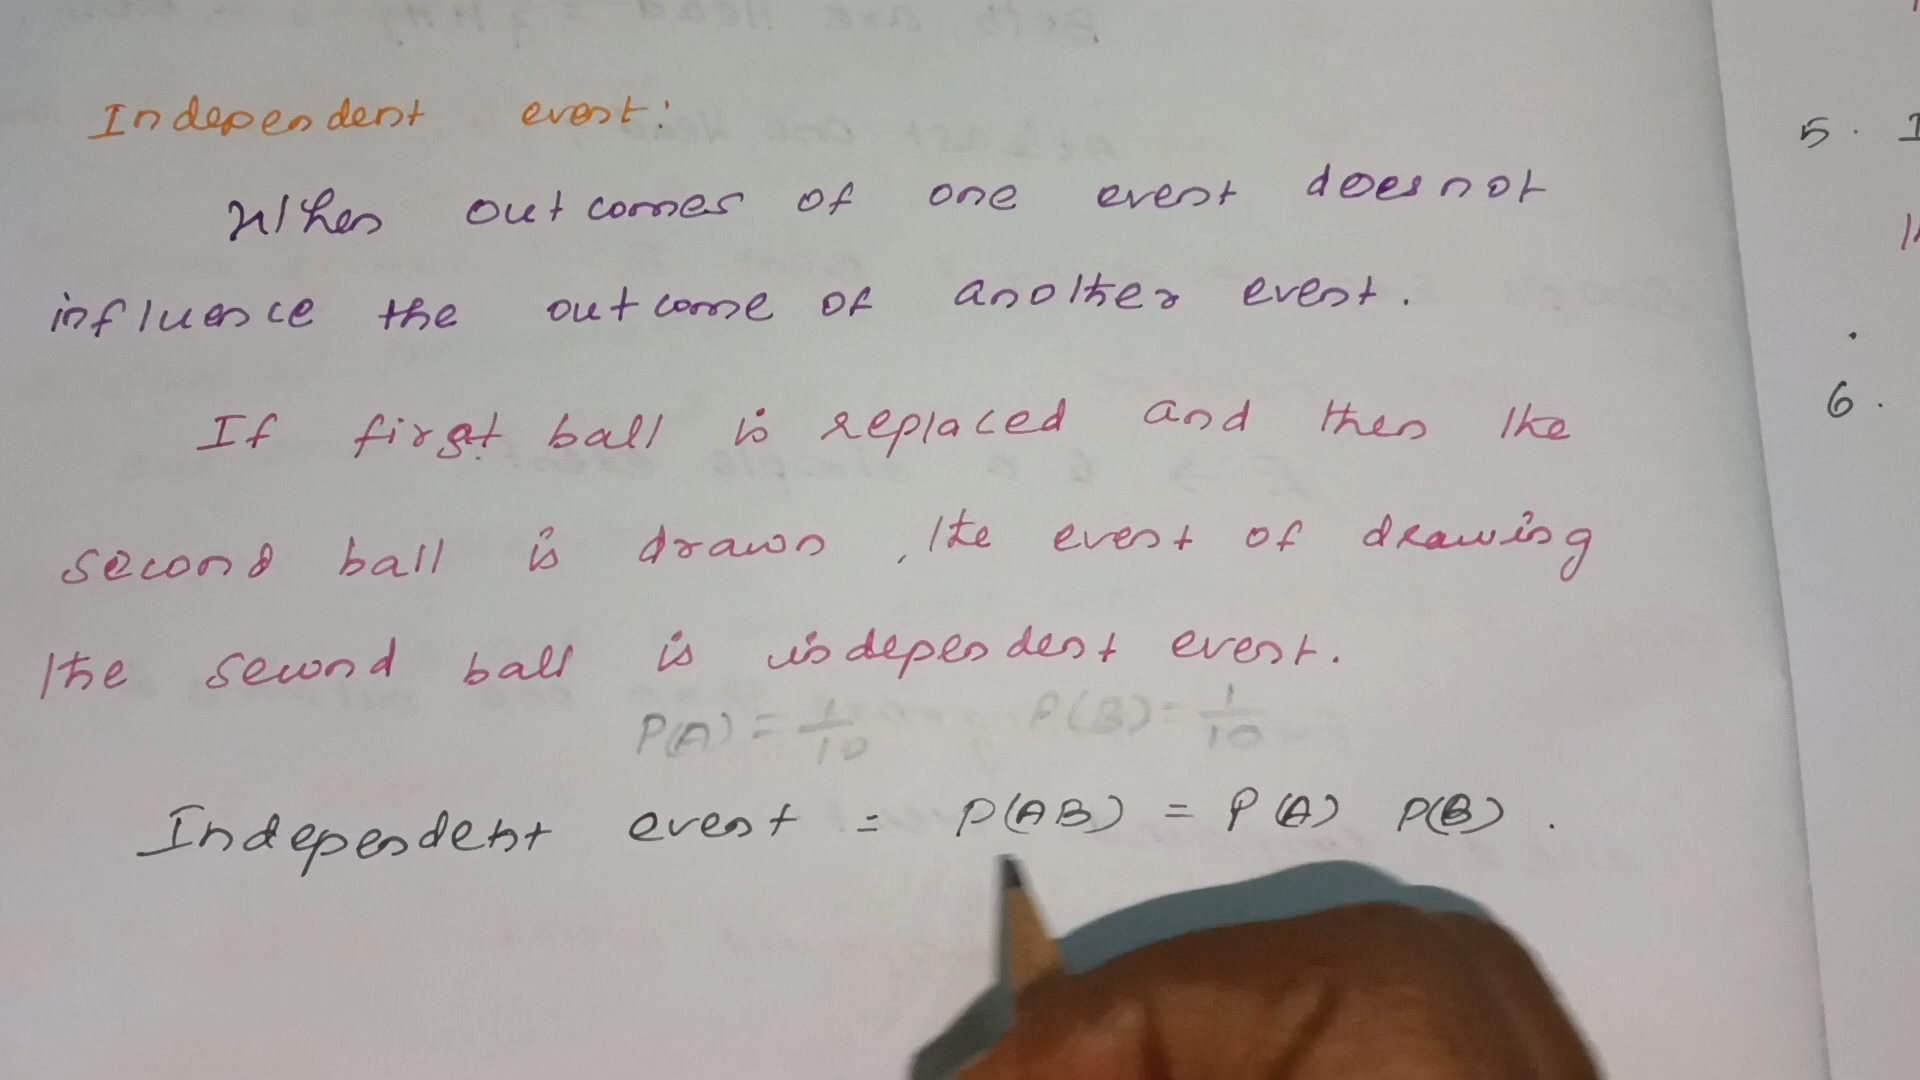 Independent event:
When outcomes of one event does not
influence the outcome of another event.
If first ball is replaced and then the
second ball is drawn, the event of drawing
the second ball is independent event.
P(A) = 1/10 P(B) = 1/10
Independent event = P(AB) = P(A) P(B).
5.
6.